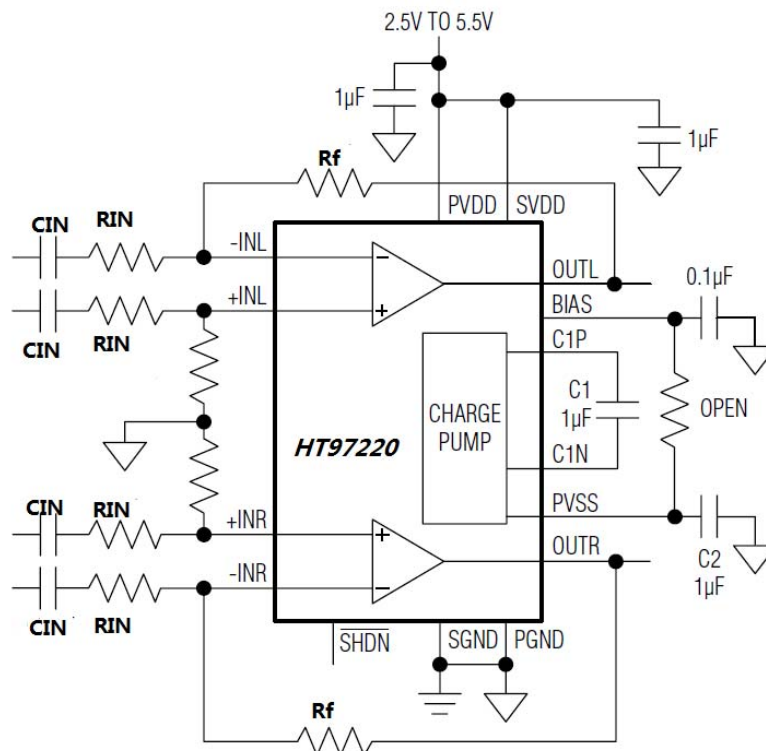 2.5V TO 5.5V
1µF
1µF
Rf
PVDD
SVDD
CIN
RIN
-INL
OUTL
0.1µF
+INL
BIAS
CIN
RIN
C1P
C1
1µF
OPEN
CHARGE
PUMP
HT97220
C1N
CIN
RIN
+INR
PVSS
OUTR
-INR
C2
1µF
CIN
RIN
SHDN
SGND
PGND
Rf